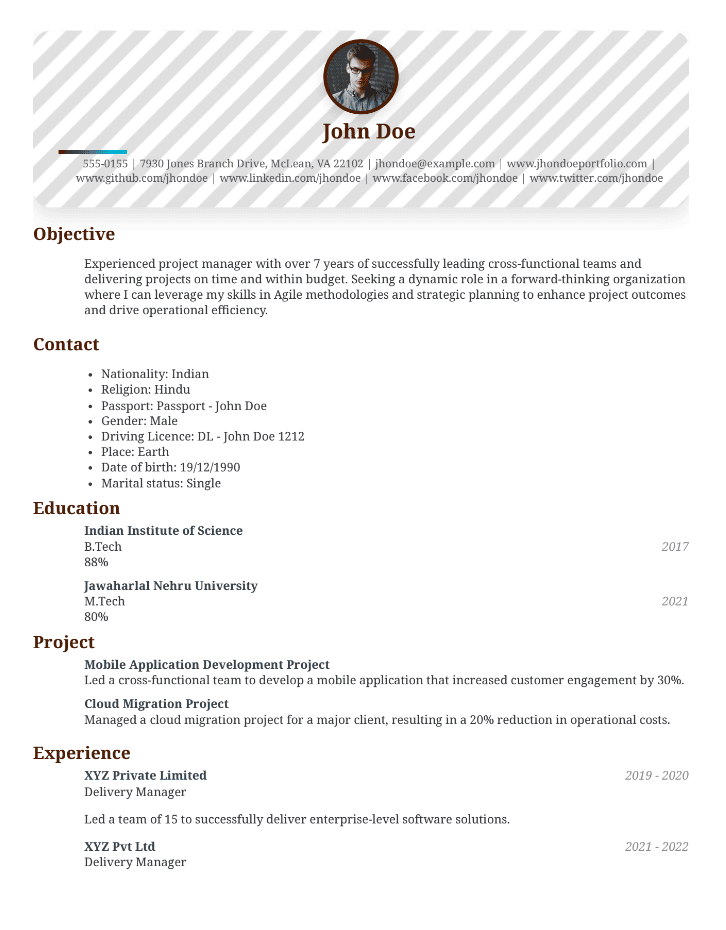 John Doe
555-0155 | 7930 Jones Branch Drive, McLean, VA 22102 | jhondoe@example.com | www.jhondoeportfolio.com |
www.github.com/jhondoe | www.linkedin.com/jhondoe | www.facebook.com/jhondoe | www.twitter.com/jhondoe
Objective
Experienced project manager with over 7 years of successfully leading cross-functional teams and
delivering projects on time and within budget. Seeking a dynamic role in a forward-thinking organization
where I can leverage my skills in Agile methodologies and strategic planning to enhance project outcomes
and drive operational efficiency.
Contact
• Nationality: Indian
• Religion: Hindu
• Passport: Passport - John Doe
• Gender: Male
• Driving Licence: DL - John Doe 1212
• Place: Earth
• Date of birth: 19/12/1990
• Marital status: Single
Education
Indian Institute of Science
B.Tech 2017
88%
Jawaharlal Nehru University
M.Tech 2021
80%
Project
Mobile Application Development Project
Led a cross-functional team to develop a mobile application that increased customer engagement by 30%.
Cloud Migration Project
Managed a cloud migration project for a major client, resulting in a 20% reduction in operational costs.
Experience
XYZ Private Limited 2019 - 2020
Delivery Manager
Led a team of 15 to successfully deliver enterprise-level software solutions.
XYZ Pvt Ltd 2021 - 2022
Delivery Manager